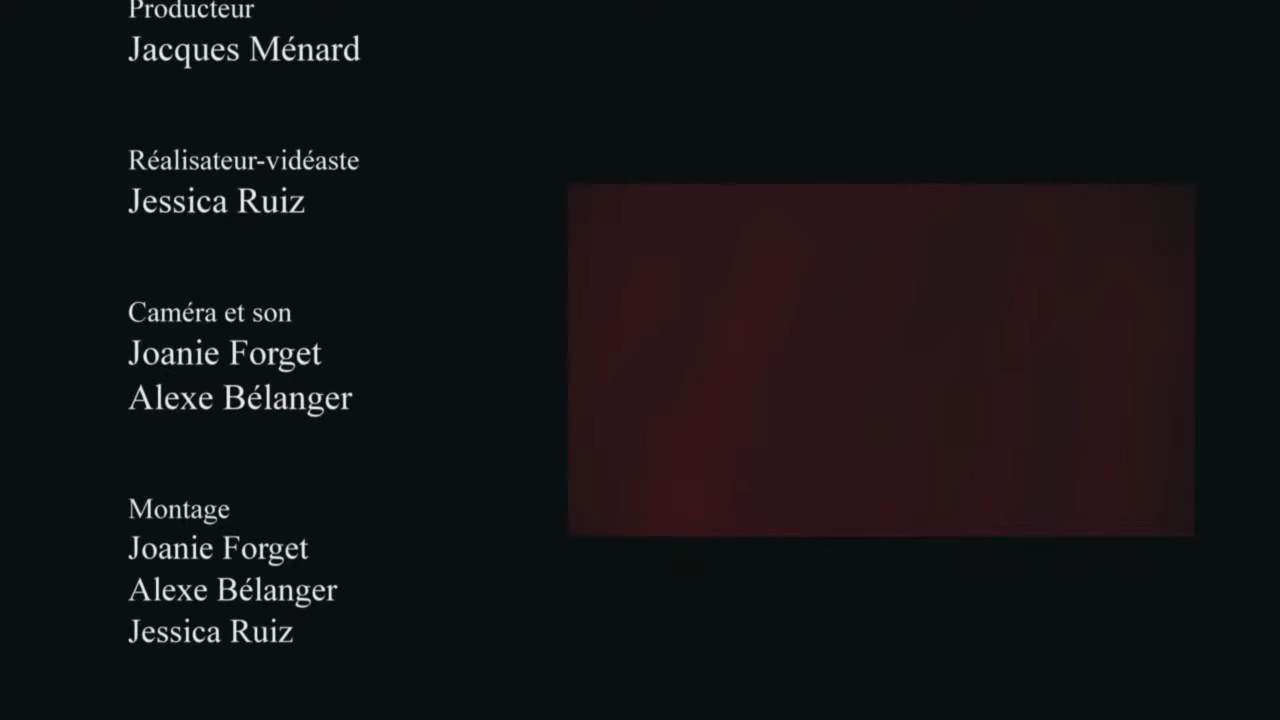 Producteur
Jacques Ménard
Réalisateur-vidéaste
Jessica Ruiz
Caméra et son
Joanie Forget
Alexe Bélanger
Montage
Joanie Forget
Alexe Bélanger
Jessica Ruiz